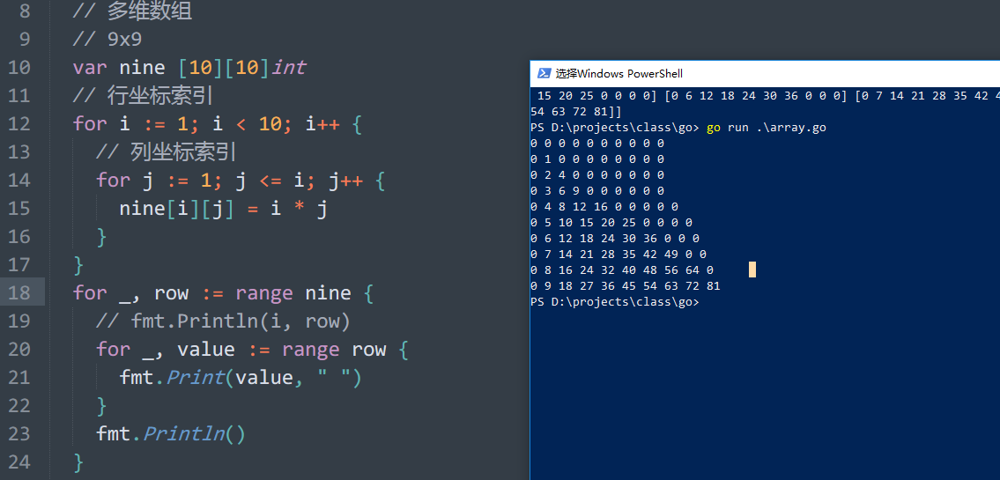 8 // 多维数组
9 // 9x9
10 var nine [10][10]int
11 // 行坐标索引
12 for i := 1; i < 10; i++ {
13 // 列坐标索引
14 for j := 1; j <= i; j++ {
15 nine[i][j] = i * j
16 }
17 }
18 for _, row := range nine {
19 // fmt.Println(i, row)
20 for _, value := range row {
21 fmt.Print(value, " ")
22 }
23 fmt.Println()
24 }
选择Windows PowerShell
15 20 25 0 0 0 0] [0 6 12 18 24 30 36 0 0 0] [0 7 14 21 28 35 42 4
54 63 72 81]]
PS D:\projects\class\go> go run .\array.go
0 0 0 0 0 0 0 0 0 0
0 1 0 0 0 0 0 0 0 0
0 2 4 0 0 0 0 0 0 0
0 3 6 9 0 0 0 0 0 0
0 4 8 12 16 0 0 0 0 0
0 5 10 15 20 25 0 0 0 0
0 6 12 18 24 30 36 0 0 0
0 7 14 21 28 35 42 49 0 0
0 8 16 24 32 40 48 56 64 0
0 9 18 27 36 45 54 63 72 81
PS D:\projects\class\go>